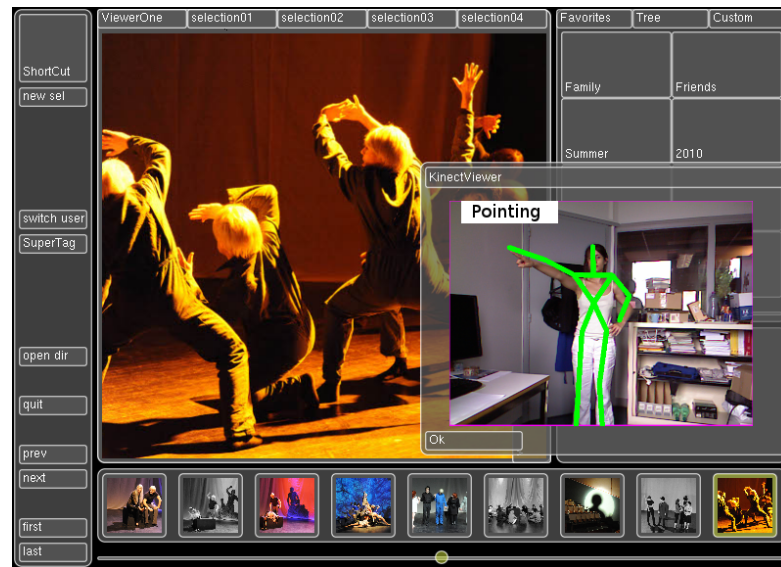 ViewerOne selection01 selection02 selection03 selection04
Favorites Tree Custom
ShortCut
new sel
switch user
SuperTag
open dir
quit
prev
next
first
last
Family Friends
Summer 2010
KinectViewer
Pointing
Ok